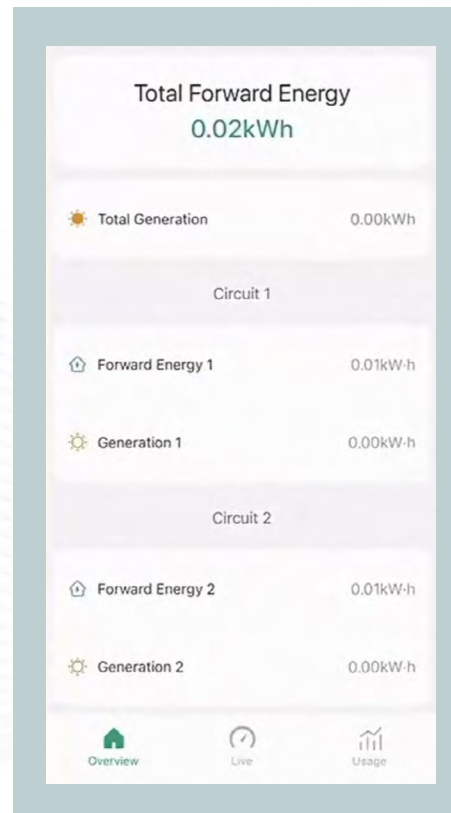 Total Forward Energy
0.02kWh
Total Generation 0.00kWh
Circuit 1
Forward Energy 1 0.01kW·h
Generation 1 0.00kW·h
Circuit 2
Forward Energy 2 0.01kW·h
Generation 2 0.00kW·h
Overview Live Usage